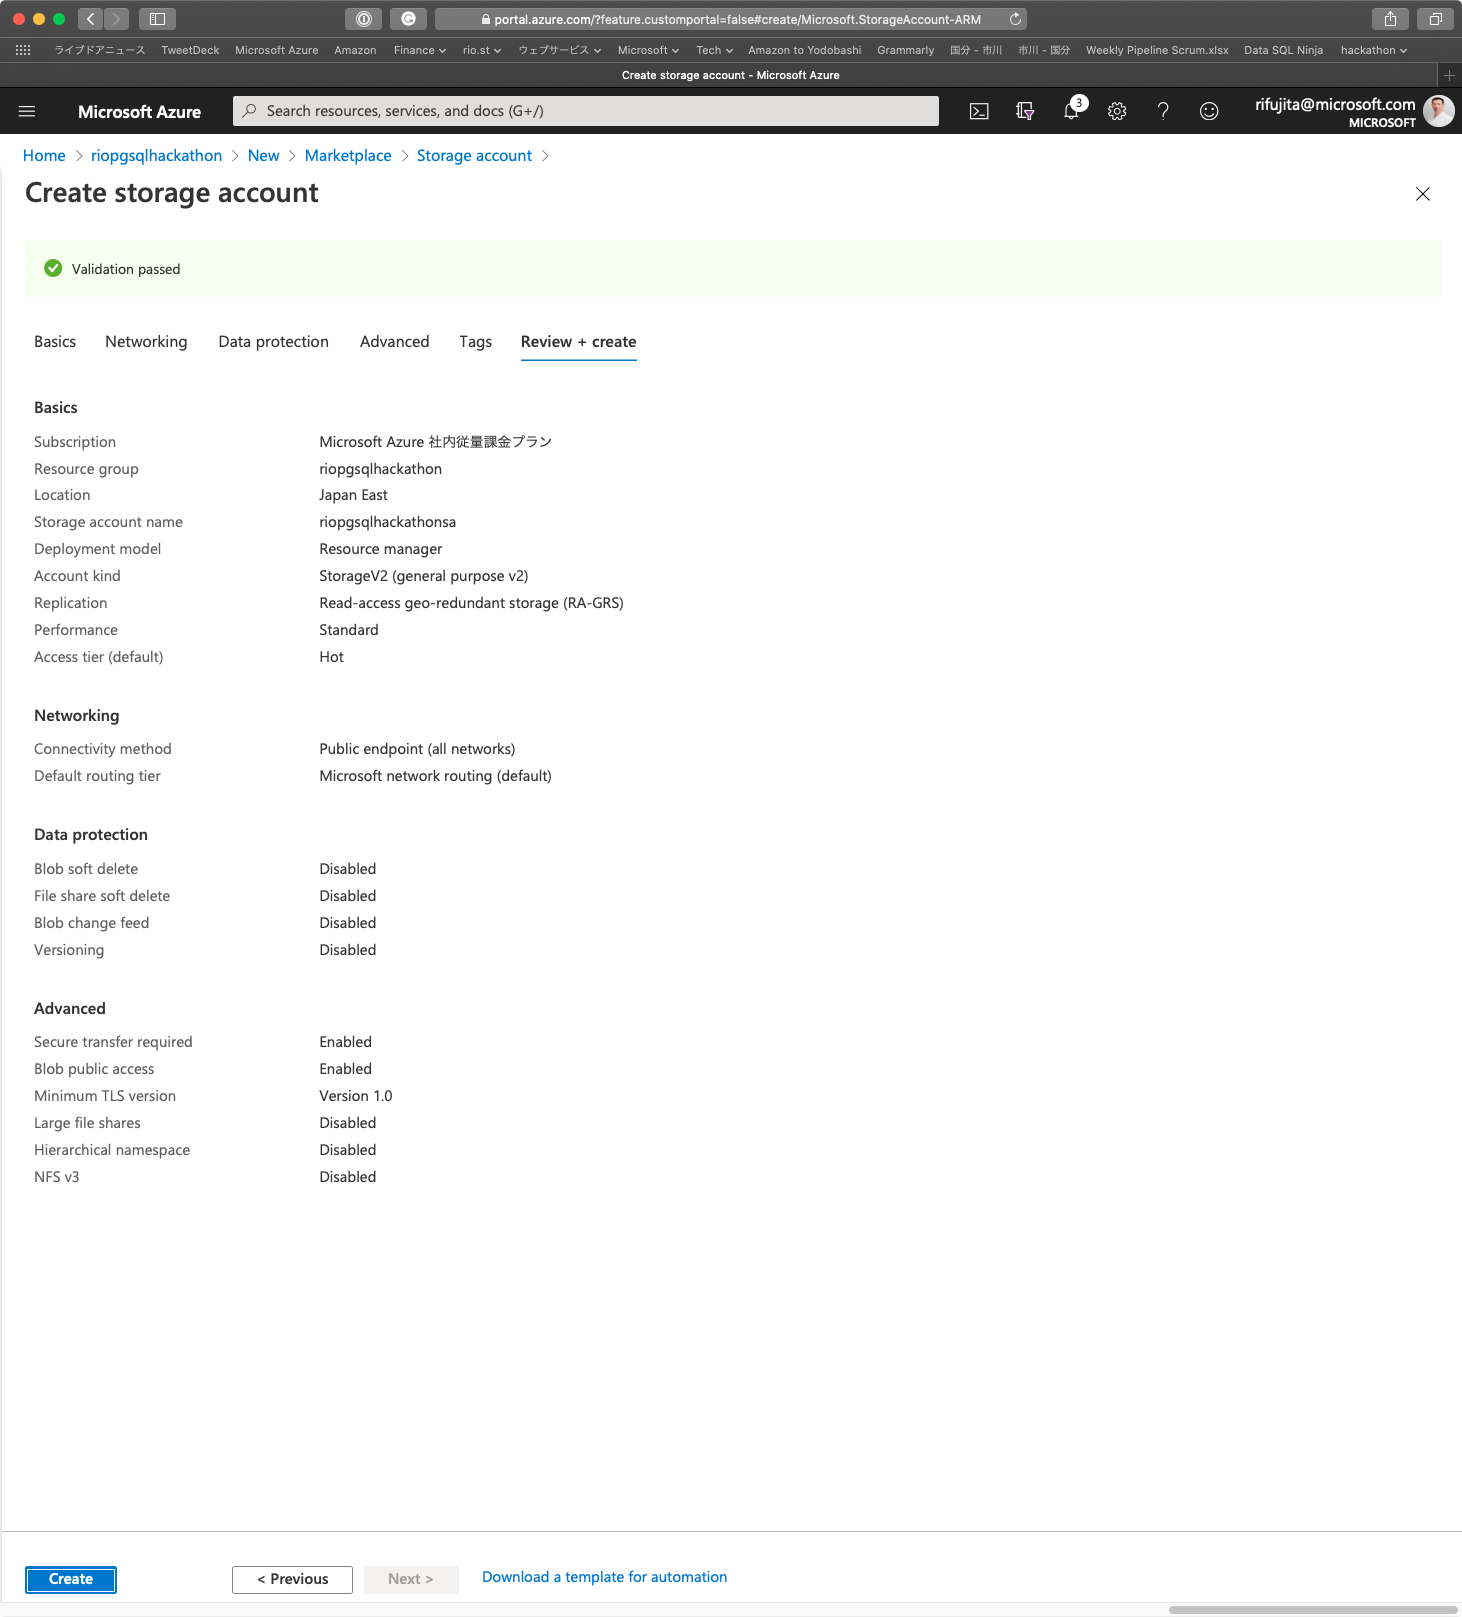 portal.azure.com/?feature.customportal=false#create/Microsoft.StorageAccount-ARM
ライブドアニュース TweetDeck Microsoft Azure Amazon Finance rio.st ウェブサービス Microsoft Tech Amazon to Yodobashi Grammarly 国分 - 市川 市川 - 国分 Weekly Pipeline Scrum.xlsx Data SQL Ninja hackathon
Create storage account - Microsoft Azure
Microsoft Azure Search resources, services, and docs (G+/) 3 rifujita@microsoft.com
MICROSOFT
Home > riopgsqlhackathon > New > Marketplace > Storage account >
Create storage account
Validation passed
Basics Networking Data protection Advanced Tags Review + create
Basics
Subscription Microsoft Azure 社内従量課金プラン
Resource group riopgsqlhackathon
Location Japan East
Storage account name riopgsqlhackathonsa
Deployment model Resource manager
Account kind StorageV2 (general purpose v2)
Replication Read-access geo-redundant storage (RA-GRS)
Performance Standard
Access tier (default) Hot
Networking
Connectivity method Public endpoint (all networks)
Default routing tier Microsoft network routing (default)
Data protection
Blob soft delete Disabled
File share soft delete Disabled
Blob change feed Disabled
Versioning Disabled
Advanced
Secure transfer required Enabled
Blob public access Enabled
Minimum TLS version Version 1.0
Large file shares Disabled
Hierarchical namespace Disabled
NFS v3 Disabled
Create < Previous Next > Download a template for automation